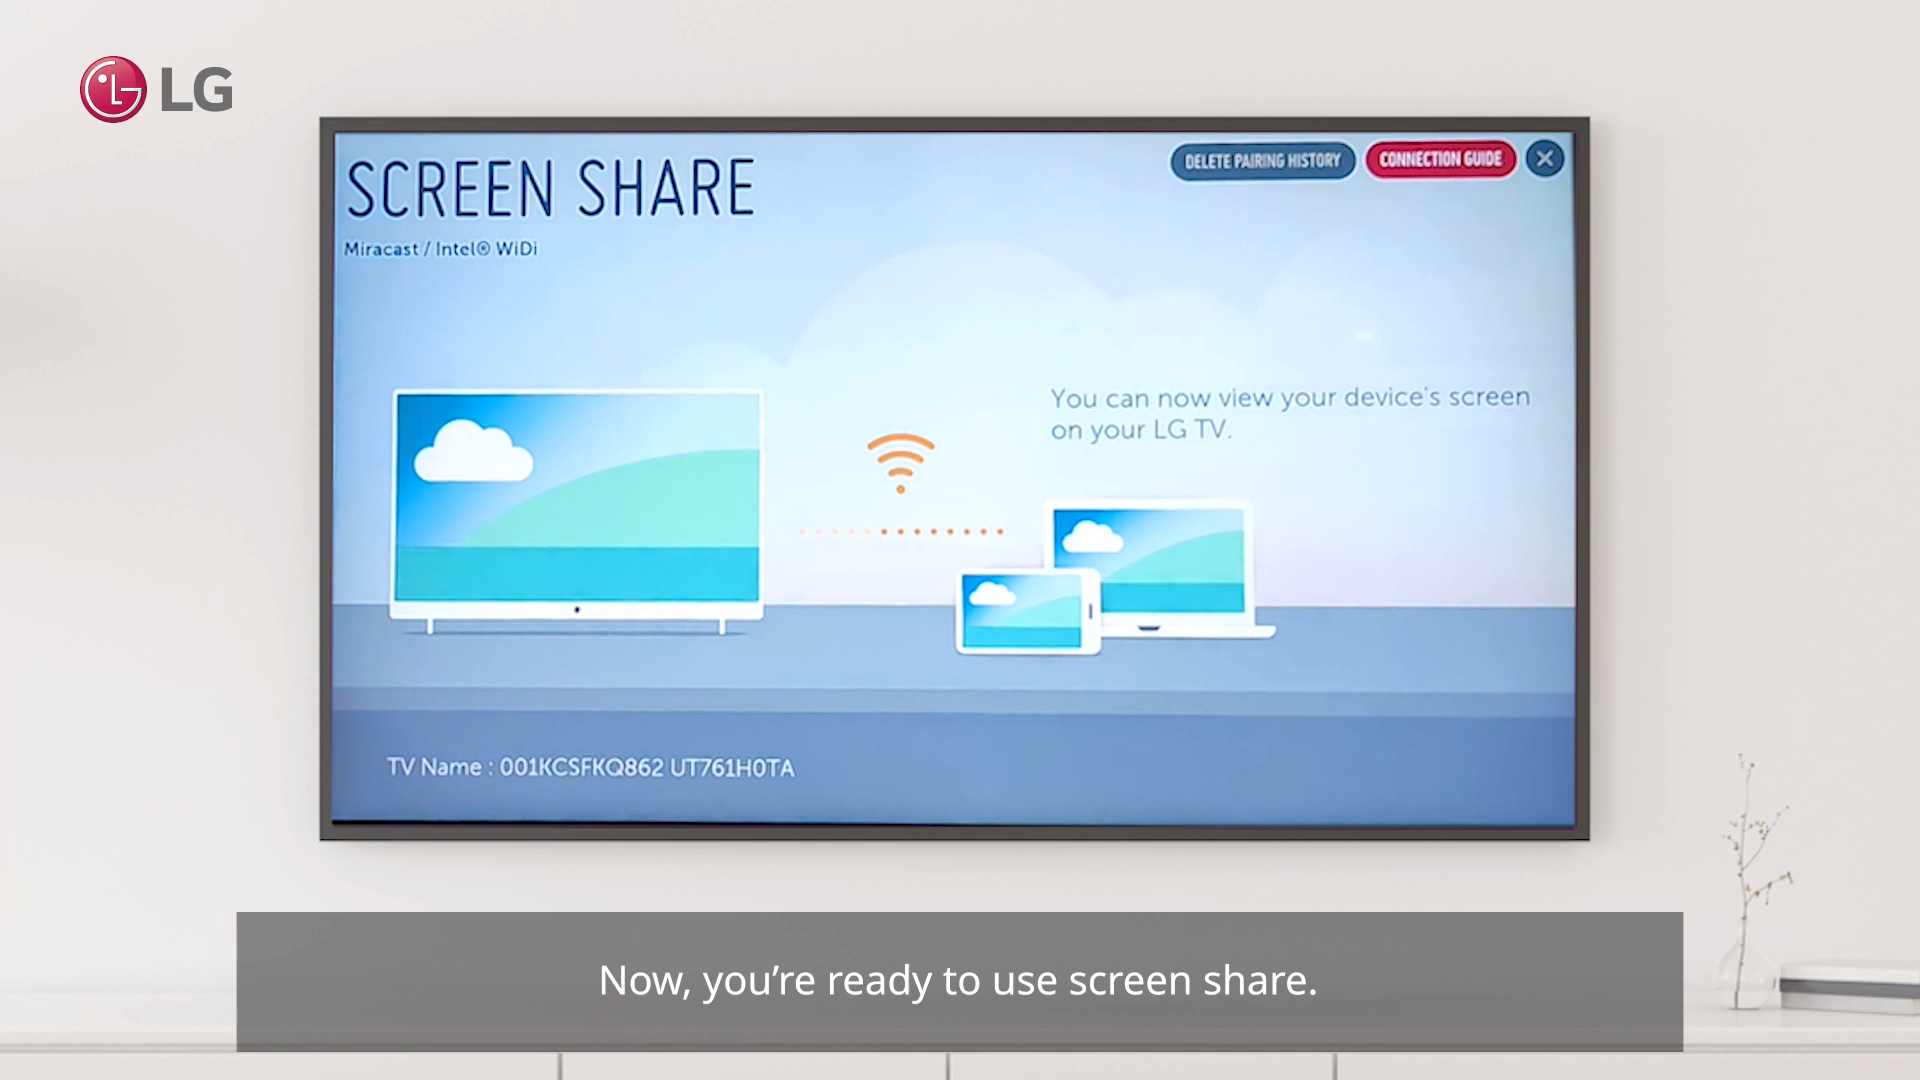 LG
SCREEN SHARE
DELETE PAIRING HISTORY
CONNECTION GUIDE
Miracast / Intel® WiDi
You can now view your device's screen
on your LG TV.
TV Name : 001KCSFKQ862 UT761H0TA
Now, you’re ready to use screen share.